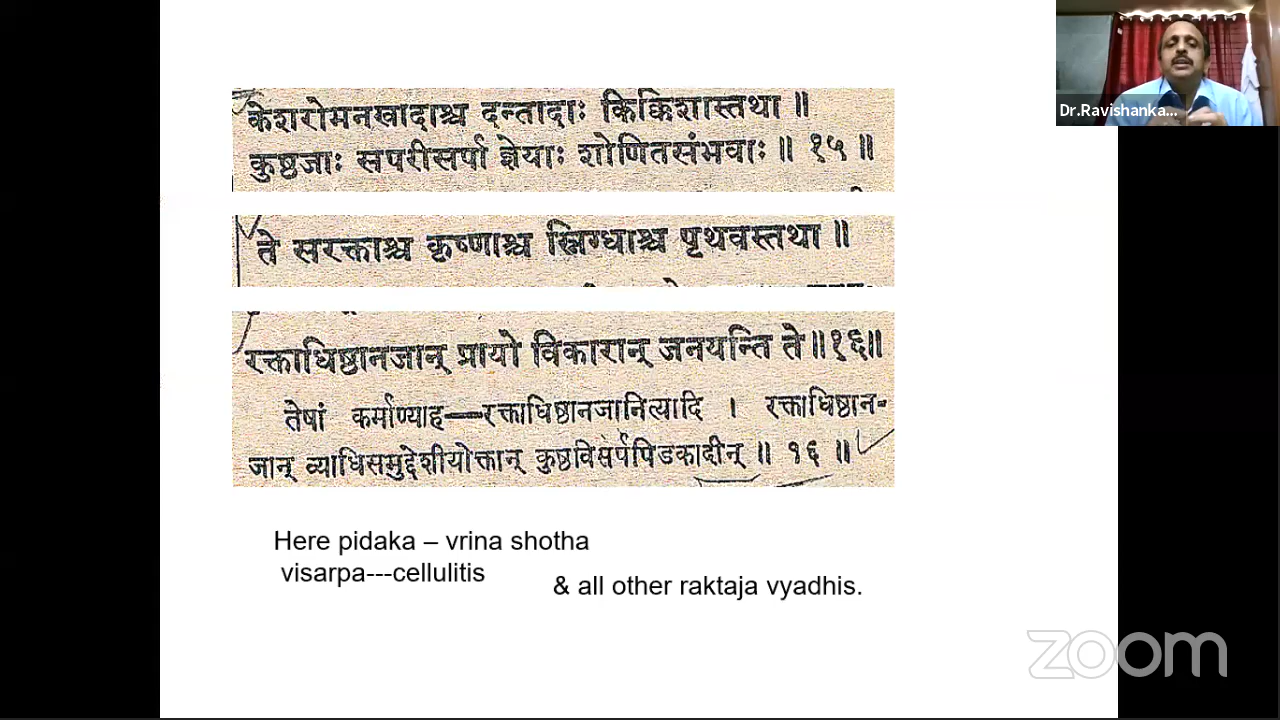 Dr.Ravishanka...
केशरोमनखादाश्च दन्तादाः किक्किशास्तथा ॥
कुष्ठजाः सपरीसर्पा ज्ञेयाः शोणितसंभवाः ॥ १५ ॥
ते सरक्ताश्च कृष्णाश्च स्निग्धाश्च पृथवस्तथा ॥
रक्ताधिष्ठानजान् प्रायो विकारान् जनयन्ति ते ॥ १६ ॥
तेषां कर्माण्याह—रक्ताधिष्ठानजानित्यादि । रक्ताधिष्ठान-
जान् व्याधिसमुद्देशीयोक्तान् कुष्ठविसर्पपिडकादीन् ॥ १६ ॥
Here pidaka – vrina shotha
visarpa---cellulitis
& all other raktaja vyadhis.
zoom